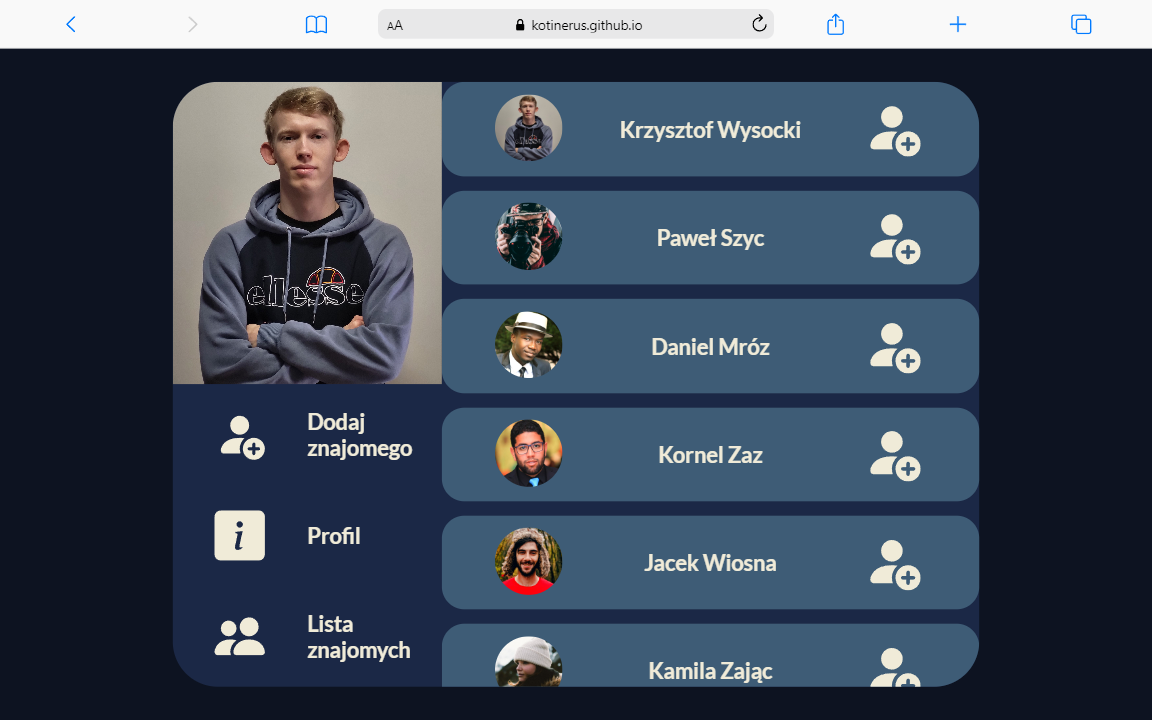 AA
kotinerus.github.io
ellesse
Dodaj
znajomego
i
Profil
Lista
znajomych
Krzysztof Wysocki
Paweł Szyc
Daniel Mróz
Kornel Zaz
Jacek Wiosna
Kamila Zając